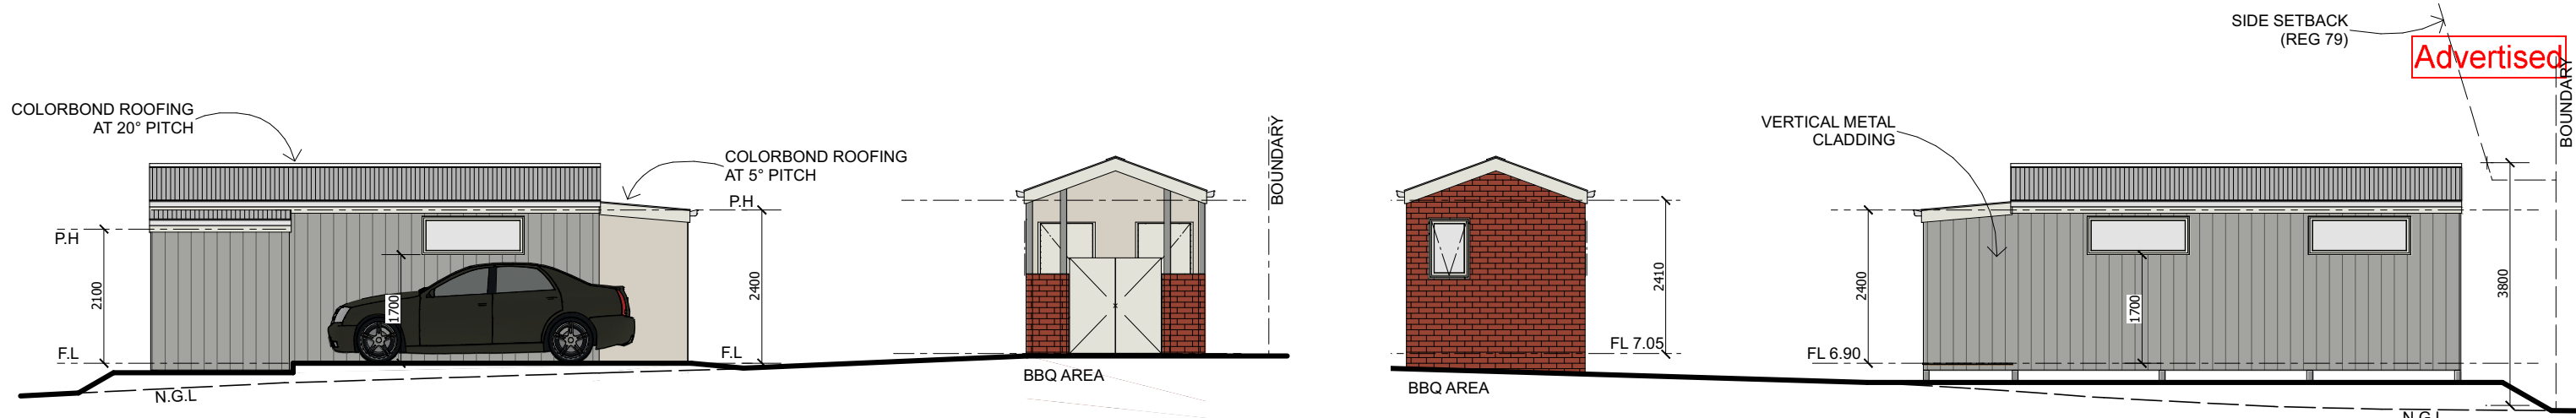 COLORBOND ROOFING
AT 20° PITCH
COLORBOND ROOFING
AT 5° PITCH
P.H
P.H
2100
1700
2400
F.L
F.L
N.G.L
BBQ AREA
BOUNDARY
2410
FL 7.05
BBQ AREA
VERTICAL METAL
CLADDING
2400
FL 6.90
1700
SIDE SETBACK
(REG 79)
Advertised
BOUNDARY
3800
N.G.L